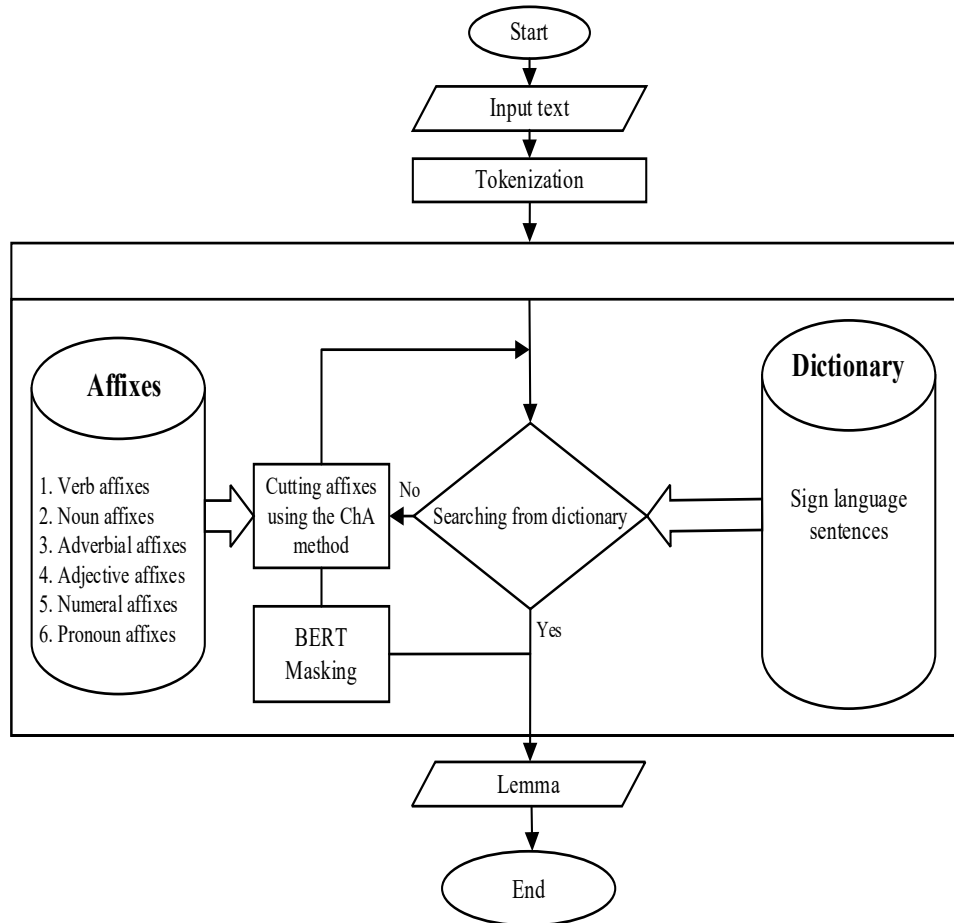 Start
Input text
Tokenization
Affixes
1. Verb affixes
2. Noun affixes
3. Adverbial affixes
4. Adjective affixes
5. Numeral affixes
6. Pronoun affixes
Cutting affixes
using the ChA
method
No
Searching from dictionary
Yes
BERT
Masking
Dictionary
Sign language
sentences
Lemma
End